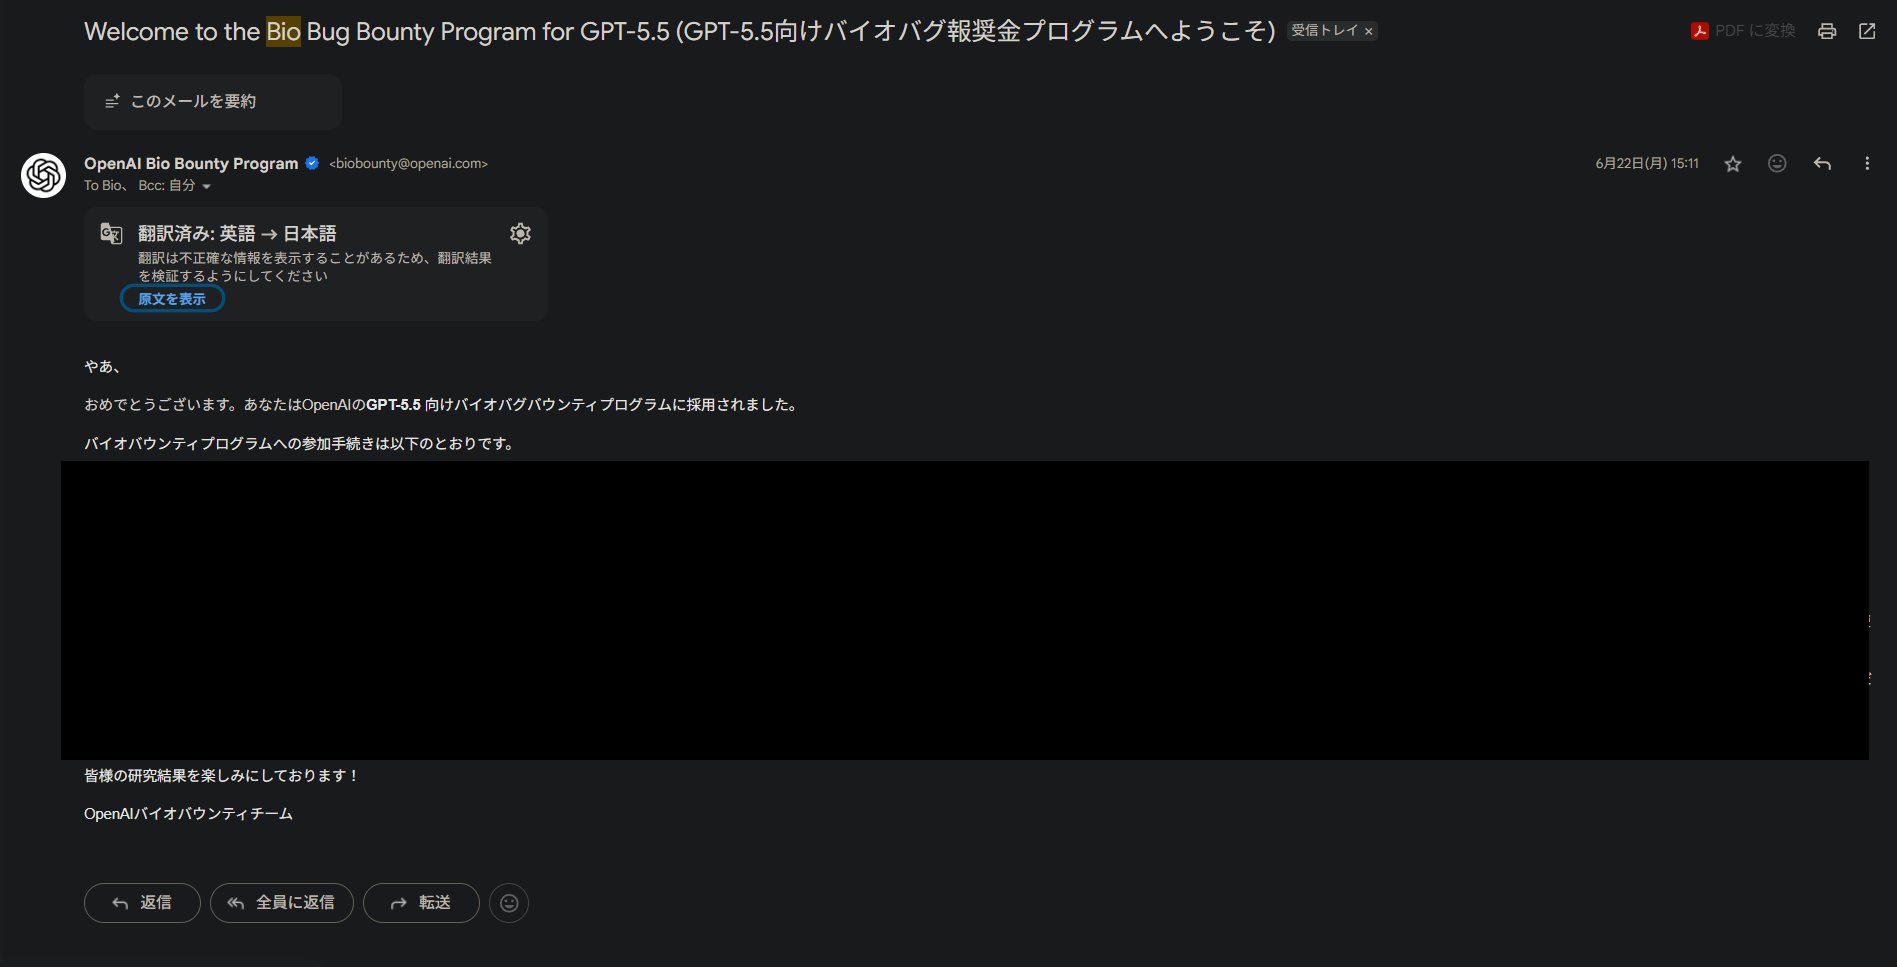 Welcome to the Bio Bug Bounty Program for GPT-5.5 (GPT-5.5向けバイオバグ報奨金プログラムへようこそ) 受信トレイ ×
PDF に変換
このメールを要約
OpenAI Bio Bounty Program <biobounty@openai.com>
6月22日(月) 15:11
To Bio、 Bcc: 自分
翻訳済み: 英語 → 日本語
翻訳は不正確な情報を表示することがあるため、翻訳結果
を検証するようにしてください
原文を表示
やあ、
おめでとうございます。あなたはOpenAIのGPT-5.5 向けバイオバグバウンティプログラムに採用されました。
バイオバウンティプログラムへの参加手続きは以下のとおりです。
皆様の研究結果を楽しみにしております！
OpenAIバイオバウンティチーム
返信
全員に返信
転送